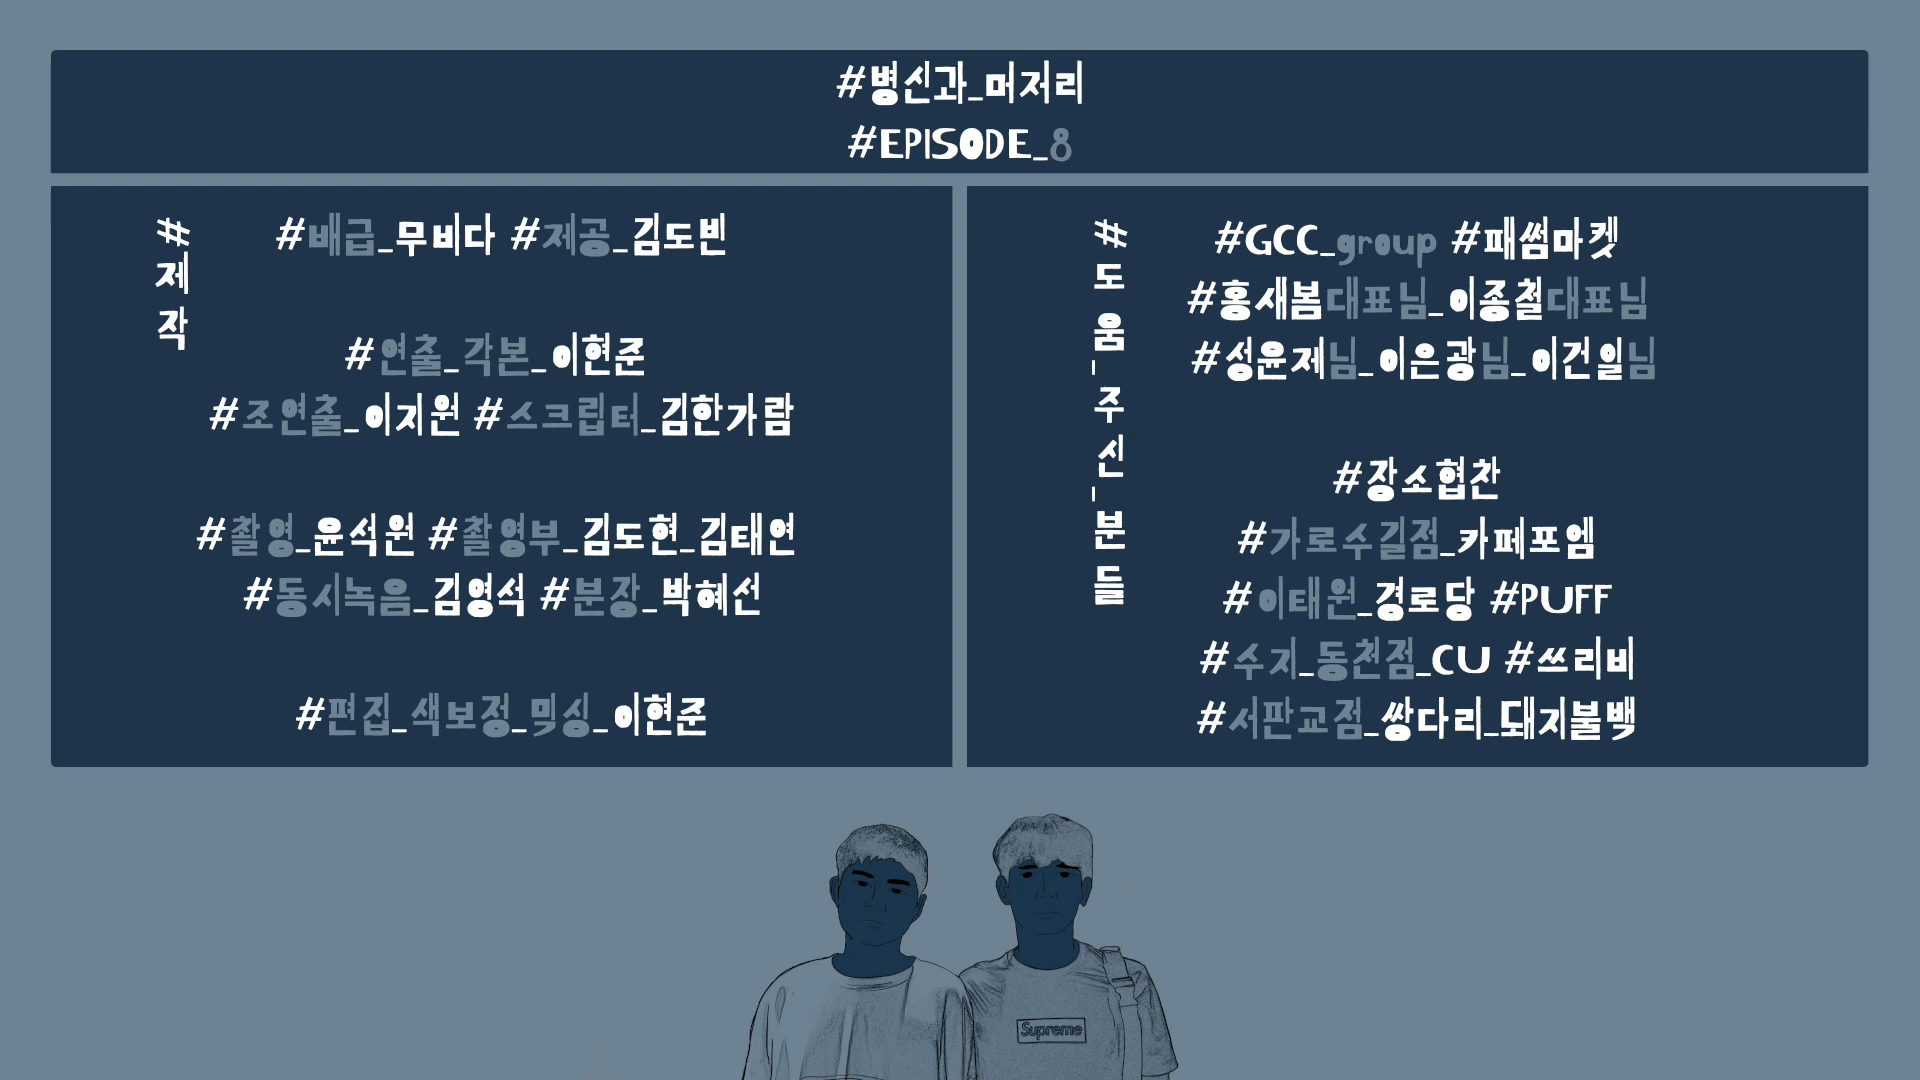 #병신과_머저리
#EPISODE_8
#제작
#배급_무비다 #제공_김도빈
#연출_각본_이현준
#조연출_이지원 #스크립터_김한가람
#촬영_윤석원 #촬영부_김도현_김태연
#동시녹음_김영석 #분장_박혜선
#편집_색보정_믹싱_이현준
#도움_주신_분들
#GCC_group #패썸마켓
#홍새봄대표님_이종철대표님
#성윤제님_이은광님_이건일님
#장소협찬
#가로수길점_카페포엠
#이태원_경로당 #PUFF
#수지_동천점_CU #쓰리비
#서판교점_쌍다리_돼지불백
Supreme